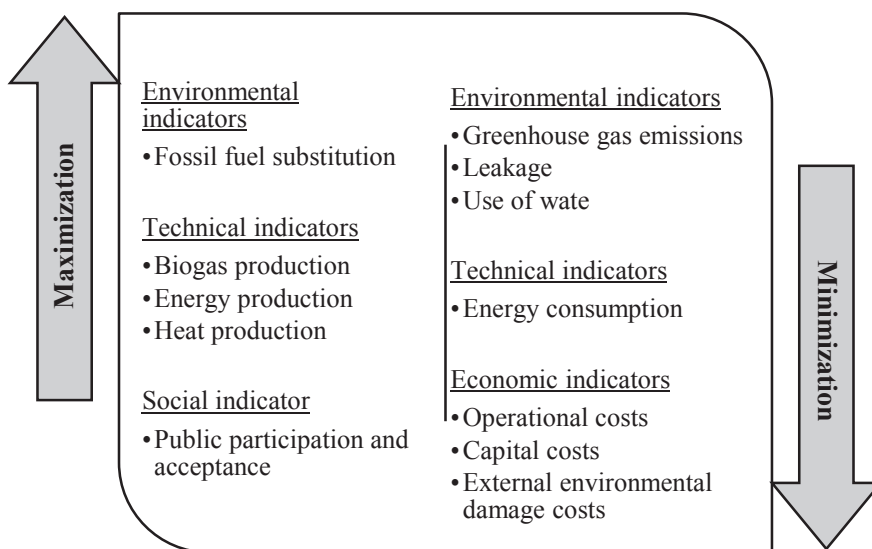 Maximization
Environmental
indicators
•Fossil fuel substitution
Technical indicators
•Biogas production
•Energy production
•Heat production
Social indicator
•Public participation and
acceptance
Environmental indicators
•Greenhouse gas emissions
•Leakage
•Use of wate
Technical indicators
•Energy consumption
Economic indicators
•Operational costs
•Capital costs
•External environmental
damage costs
Minimization